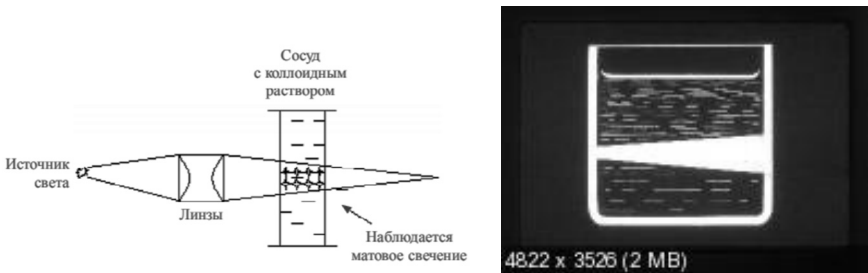 Сосуд
с коллоидным
раствором
Источник
света
Линзы
Наблюдается
матовое свечение
4822 x 3526 (2 MB)